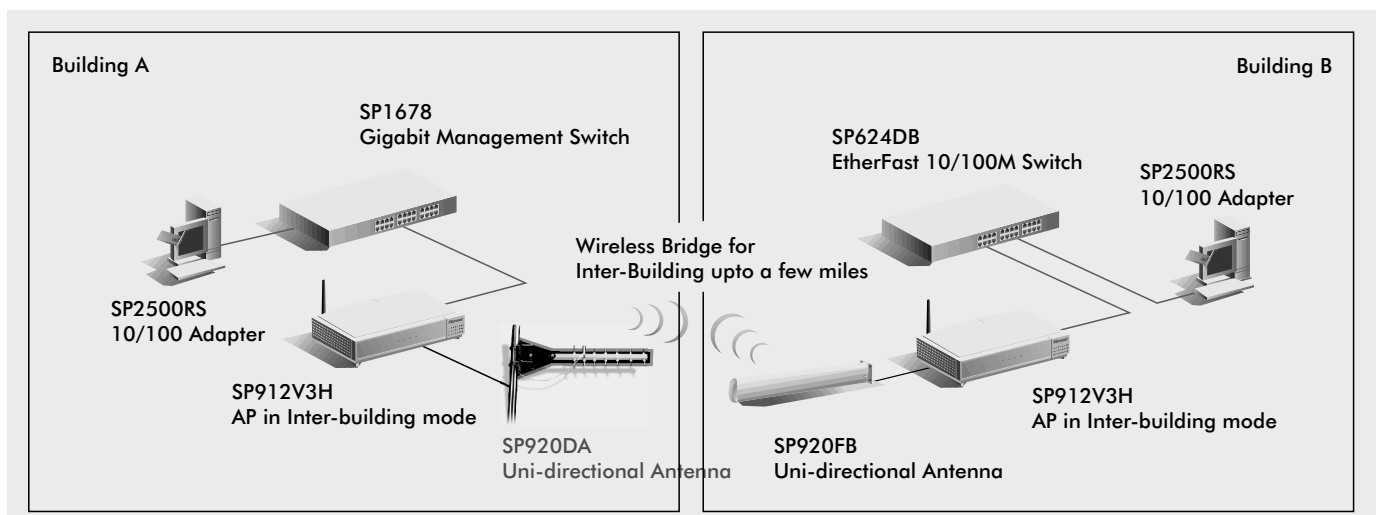 Building A
Building B
SP1678
Gigabit Management Switch
SP624DB
EtherFast 10/100M Switch
SP2500RS
10/100 Adapter
Wireless Bridge for
Inter-Building upto a few miles
SP2500RS
10/100 Adapter
SP912V3H
AP in Inter-building mode
SP912V3H
AP in Inter-building mode
SP920DA
Uni-directional Antenna
SP920FB
Uni-directional Antenna